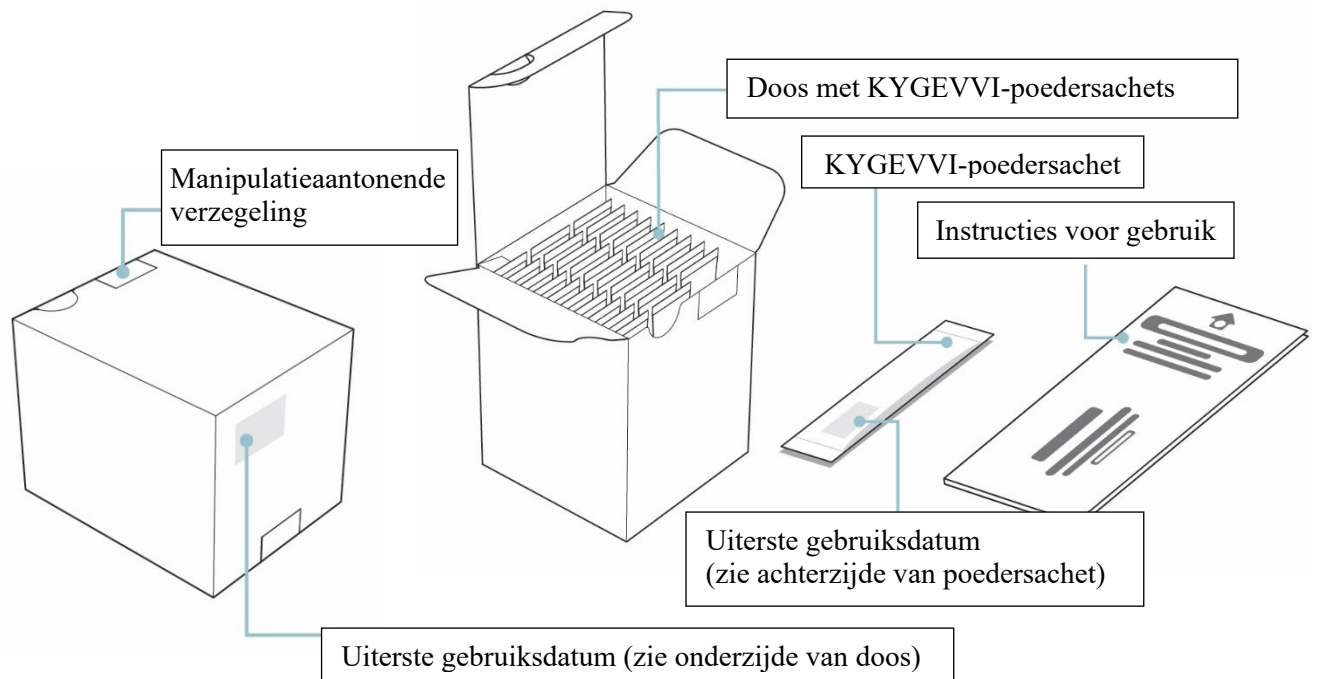 Doos met KYGEVVI-poedersachets
KYGEVVI-poedersachet
Manipulatieaantonende
verzegeling
Instructies voor gebruik
Uiterste gebruiksdatum
(zie achterzijde van poedersachet)
Uiterste gebruiksdatum (zie onderzijde van doos)